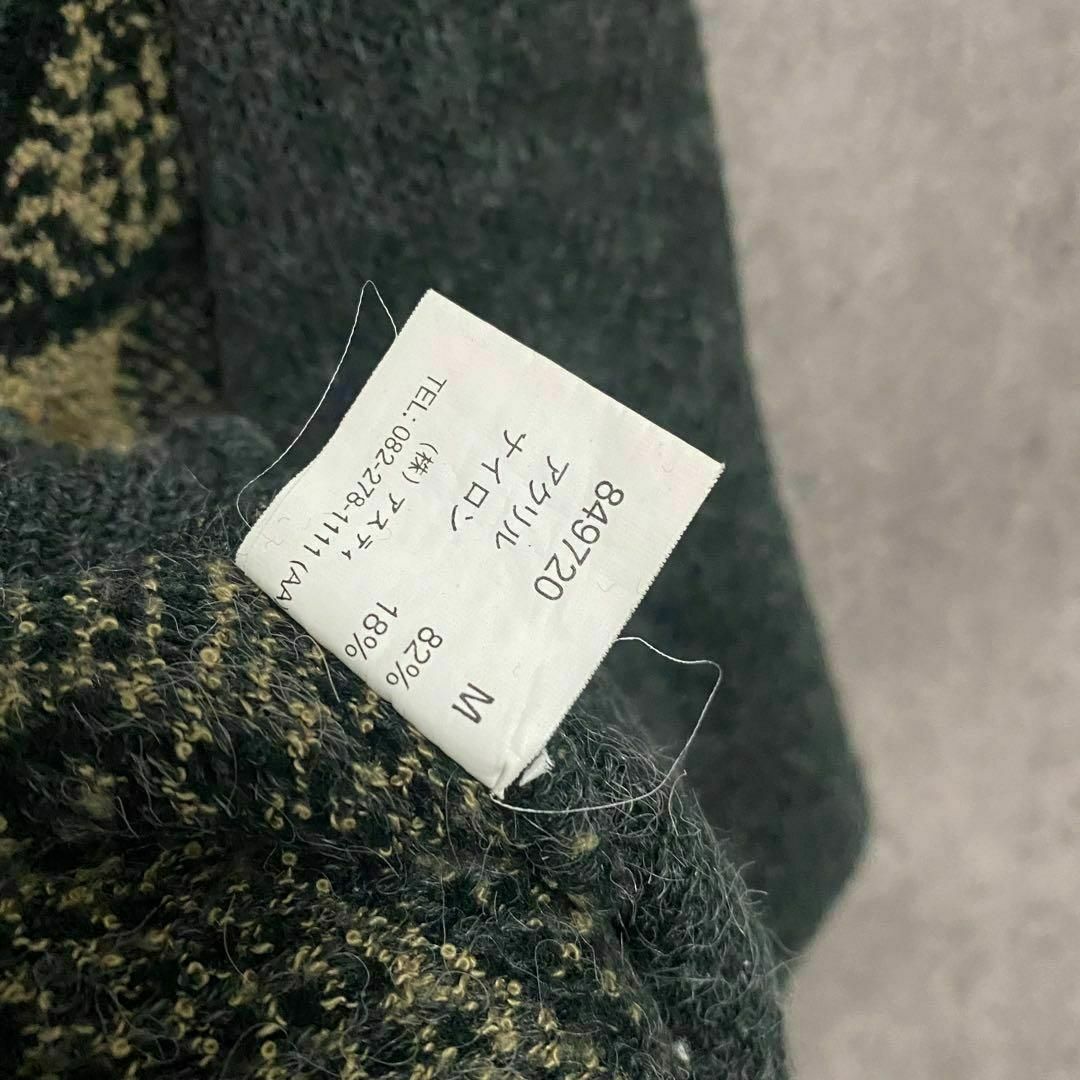 849720 M
アクリル 82%
ナイロン 18%
(株) アスティ
TEL: 082-278-1111 (AA)